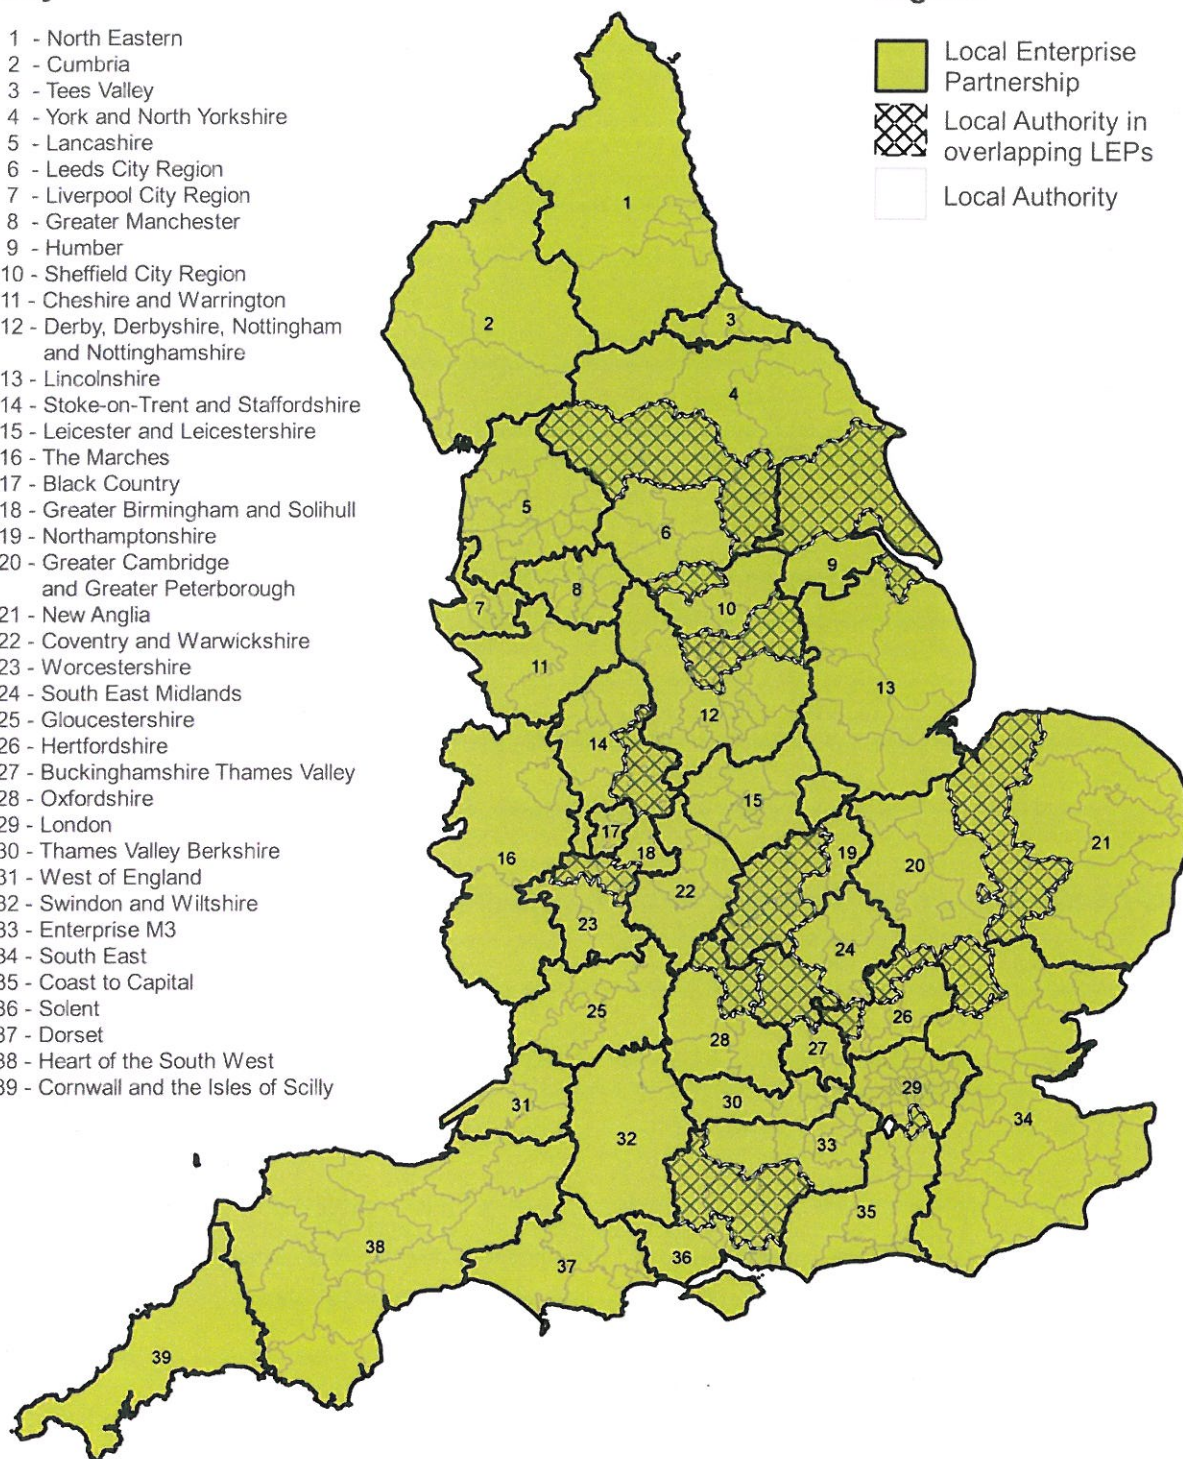 1 - North Eastern
2 - Cumbria
3 - Tees Valley
4 - York and North Yorkshire
5 - Lancashire
6 - Leeds City Region
7 - Liverpool City Region
8 - Greater Manchester
9 - Humber
10 - Sheffield City Region
11 - Cheshire and Warrington
12 - Derby, Derbyshire, Nottingham
and Nottinghamshire
13 - Lincolnshire
14 - Stoke-on-Trent and Staffordshire
15 - Leicester and Leicestershire
16 - The Marches
17 - Black Country
18 - Greater Birmingham and Solihull
19 - Northamptonshire
20 - Greater Cambridge
and Greater Peterborough
21 - New Anglia
22 - Coventry and Warwickshire
23 - Worcestershire
24 - South East Midlands
25 - Gloucestershire
26 - Hertfordshire
27 - Buckinghamshire Thames Valley
28 - Oxfordshire
29 - London
30 - Thames Valley Berkshire
31 - West of England
32 - Swindon and Wiltshire
33 - Enterprise M3
34 - South East
35 - Coast to Capital
36 - Solent
37 - Dorset
38 - Heart of the South West
39 - Cornwall and the Isles of Scilly
Local Enterprise
Partnership
Local Authority in
overlapping LEPs
Local Authority
1
2
3
4
5
6
9
8
7
10
11
13
12
14
15
17
18
19
16
20
21
22
23
24
25
26
28
27
29
30
31
34
32
33
35
38
36
37
39